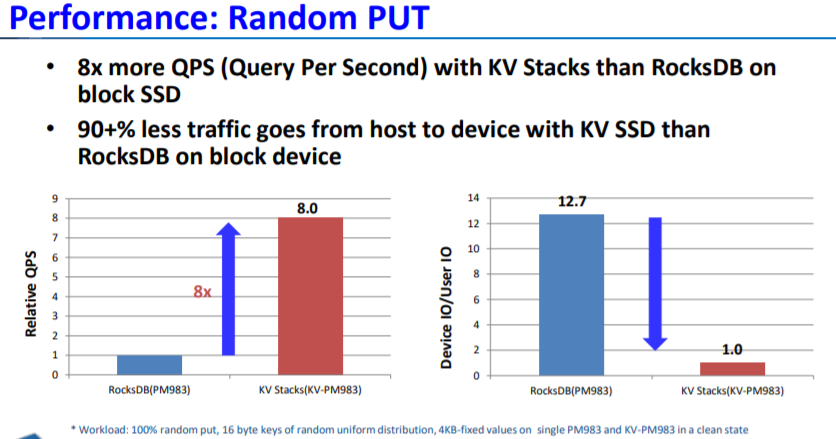 Performance: Random PUT
• 8x more QPS (Query Per Second) with KV Stacks than RocksDB on
block SSD
• 90+% less traffic goes from host to device with KV SSD than
RocksDB on block device
9
8
7
6
5
4
3
2
1
0
Relative QPS
8.0
8x
RocksDB(PM983)
KV Stacks(KV-PM983)
14
12
10
8
6
4
2
0
Device IO/User IO
12.7
1.0
RocksDB(PM983)
KV Stacks(KV-PM983)
* Workload: 100% random put, 16 byte keys of random uniform distribution, 4KB-fixed values on single PM983 and KV-PM983 in a clean state